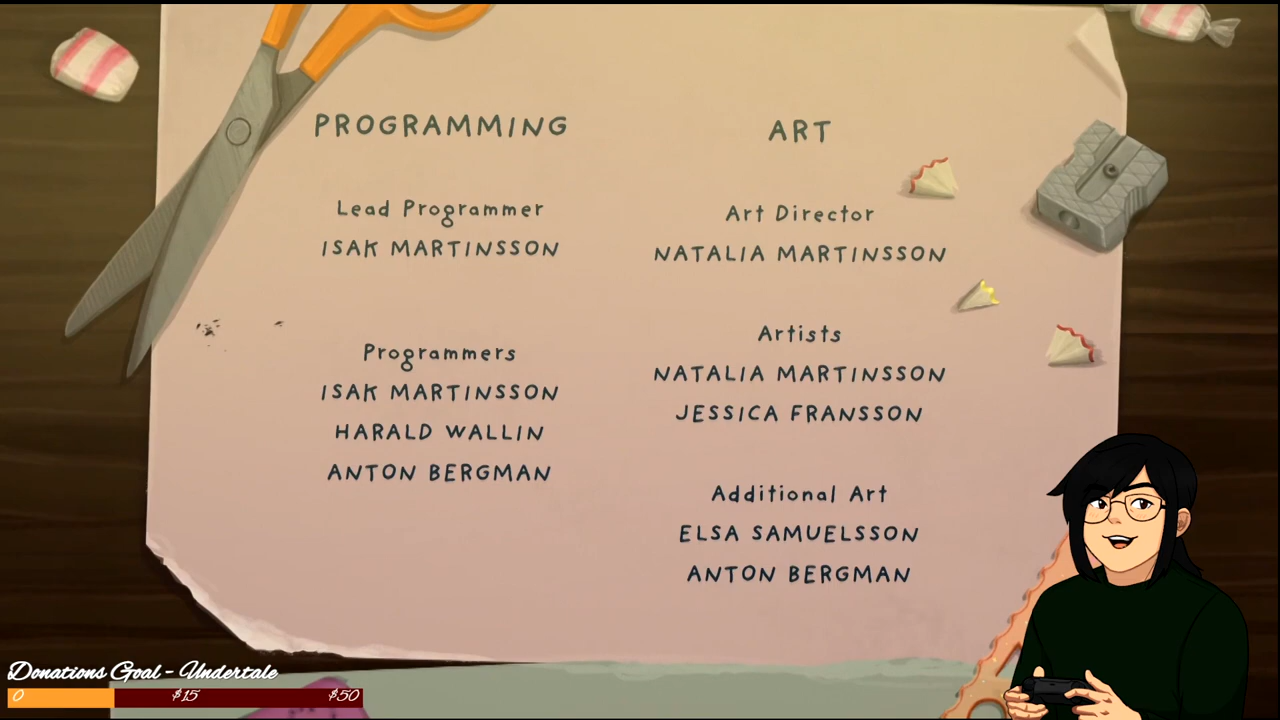 PROGRAMMING
Lead Programmer
ISAK MARTINSSON
Programmers
ISAK MARTINSSON
HARALD WALLIN
ANTON BERGMAN
ART
Art Director
NATALIA MARTINSSON
Artists
NATALIA MARTINSSON
JESSICA FRANSSON
Additional Art
ELSA SAMUELSSON
ANTON BERGMAN
Donations Goal - Undertale
0 $15 $50